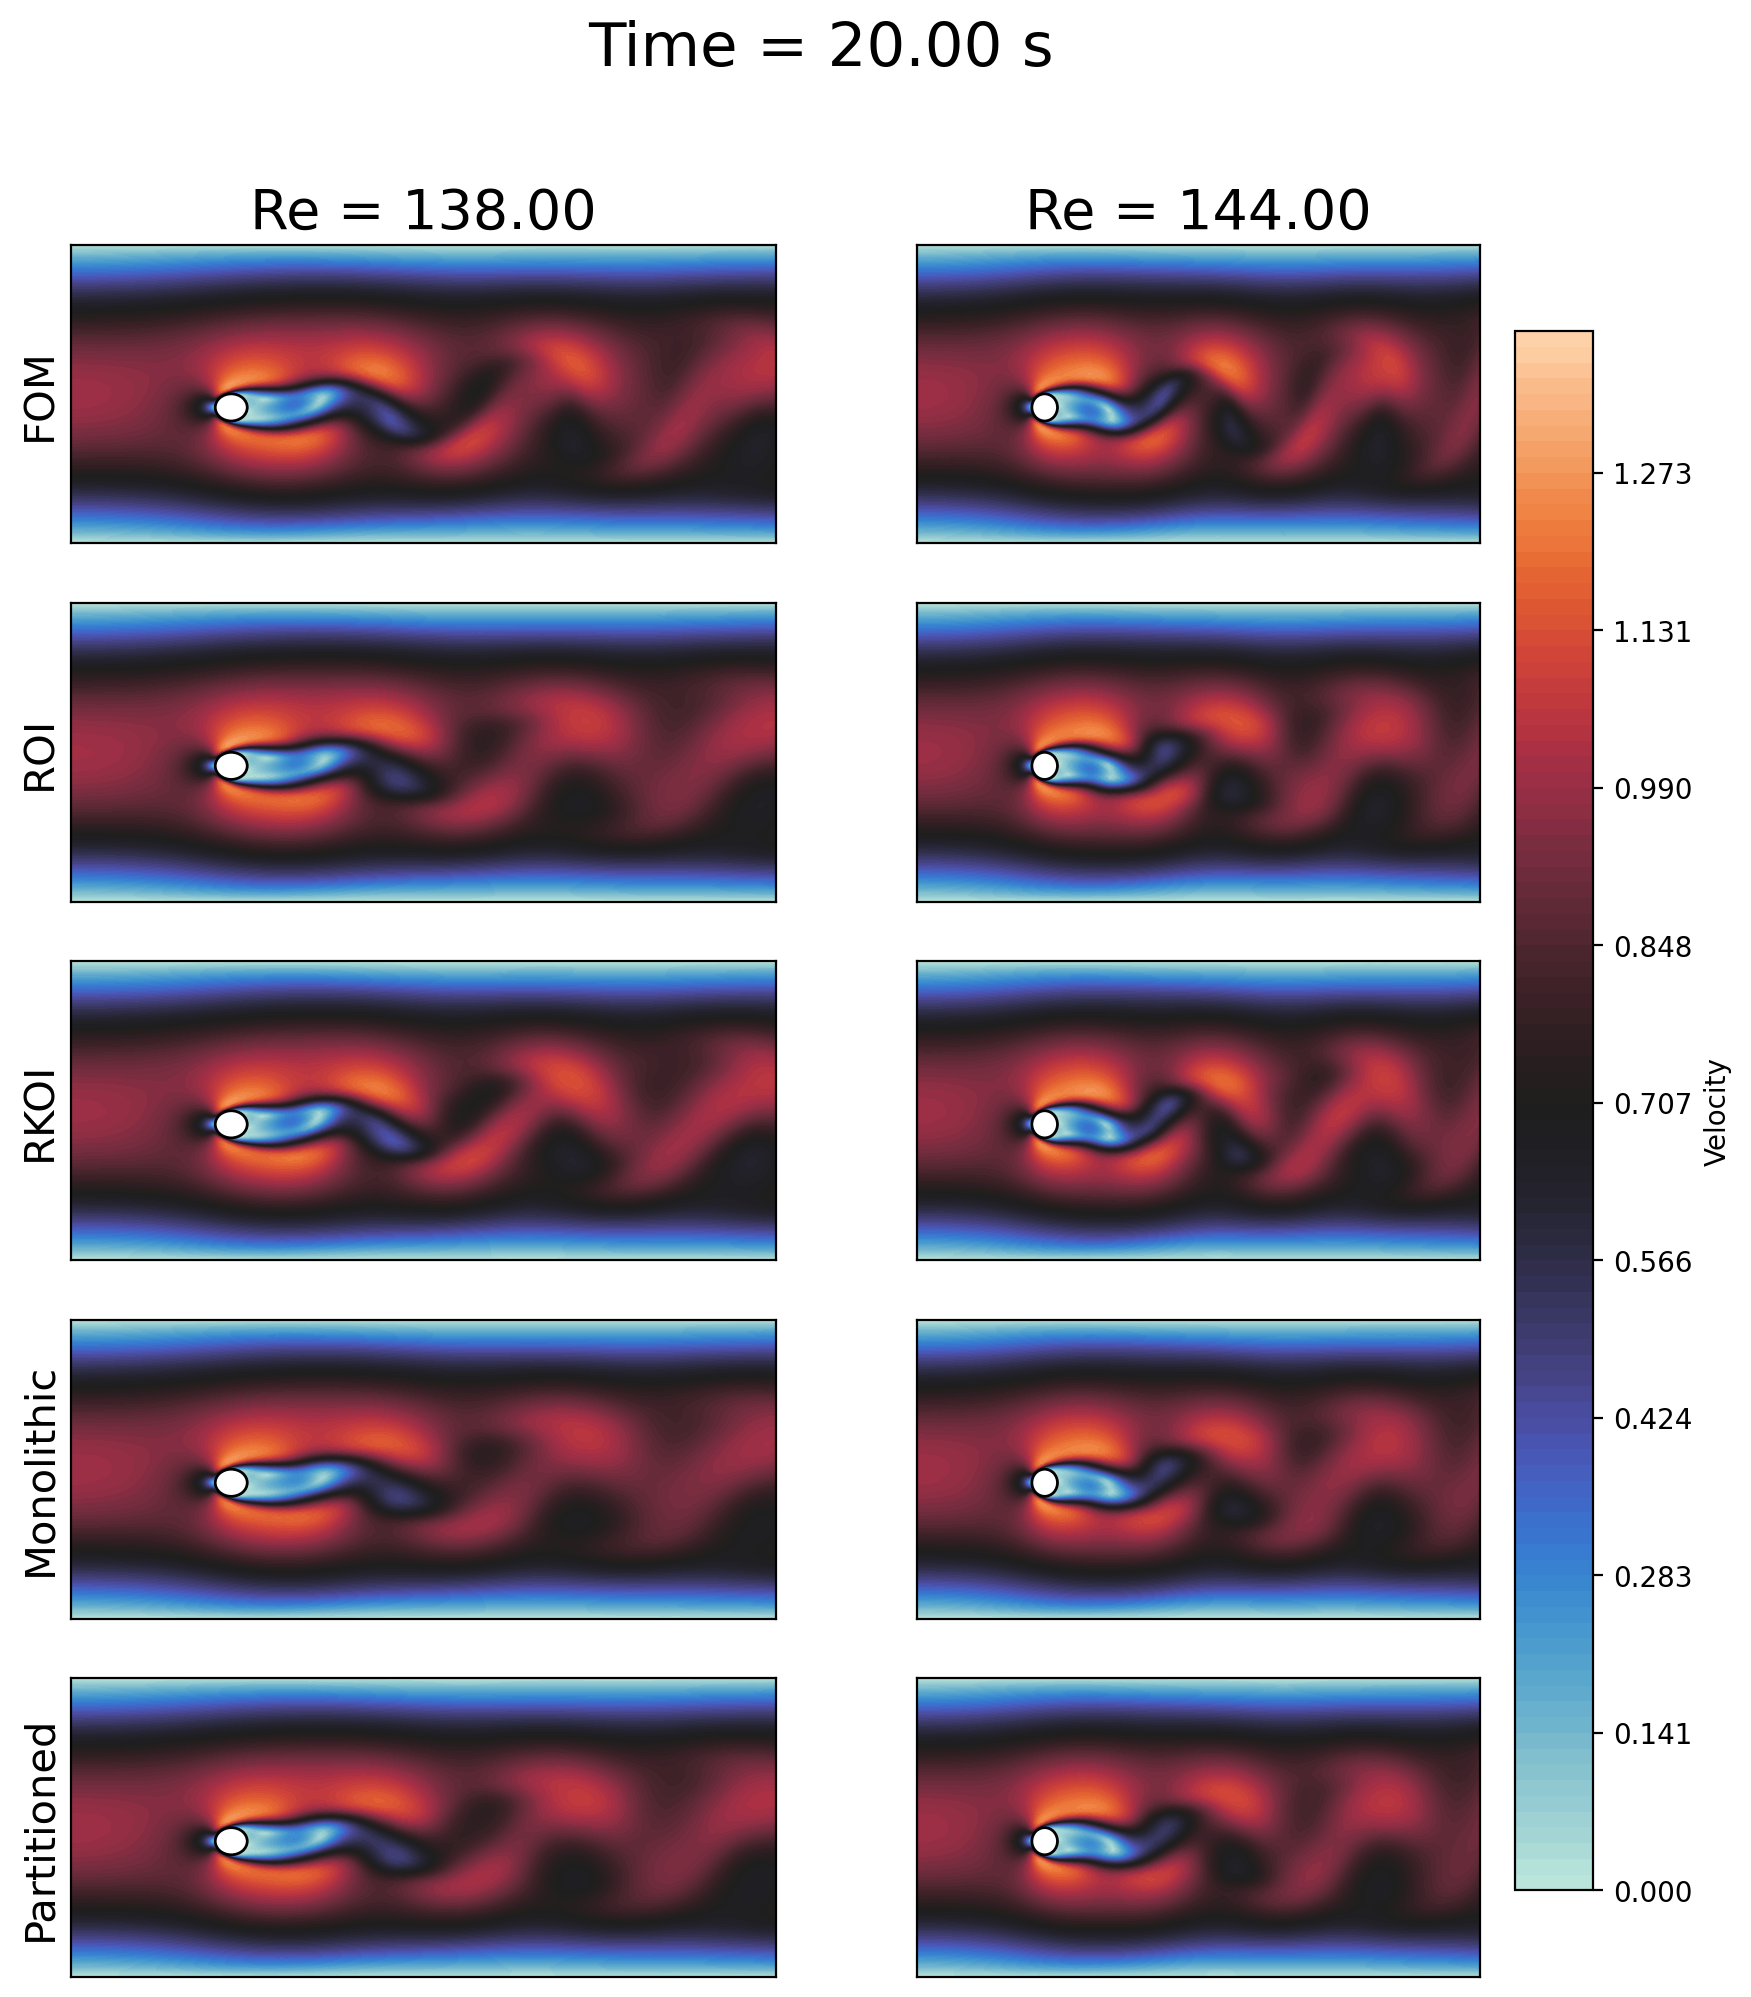 Time = 20.00 s
Re = 138.00
Re = 144.00
FOM
ROI
RKOI
Monolithic
Partitioned
1.273
1.131
0.990
0.848
0.707
0.566
0.424
0.283
0.141
0.000
Velocity